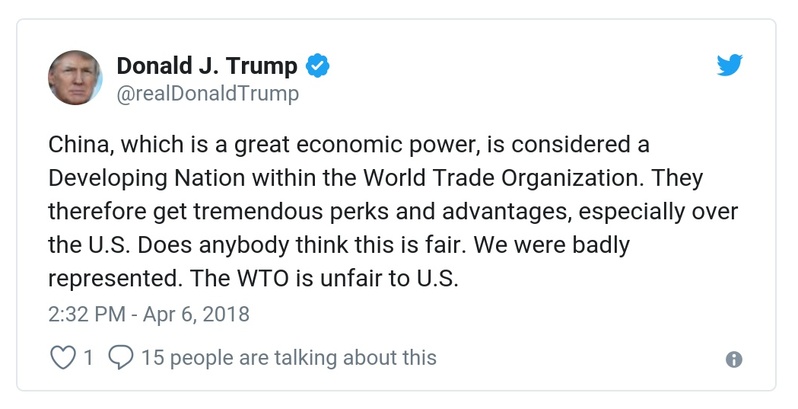 Donald J. Trump
@realDonaldTrump
China, which is a great economic power, is considered a
Developing Nation within the World Trade Organization. They
therefore get tremendous perks and advantages, especially over
the U.S. Does anybody think this is fair. We were badly
represented. The WTO is unfair to U.S.
2:32 PM - Apr 6, 2018
1 15 people are talking about this